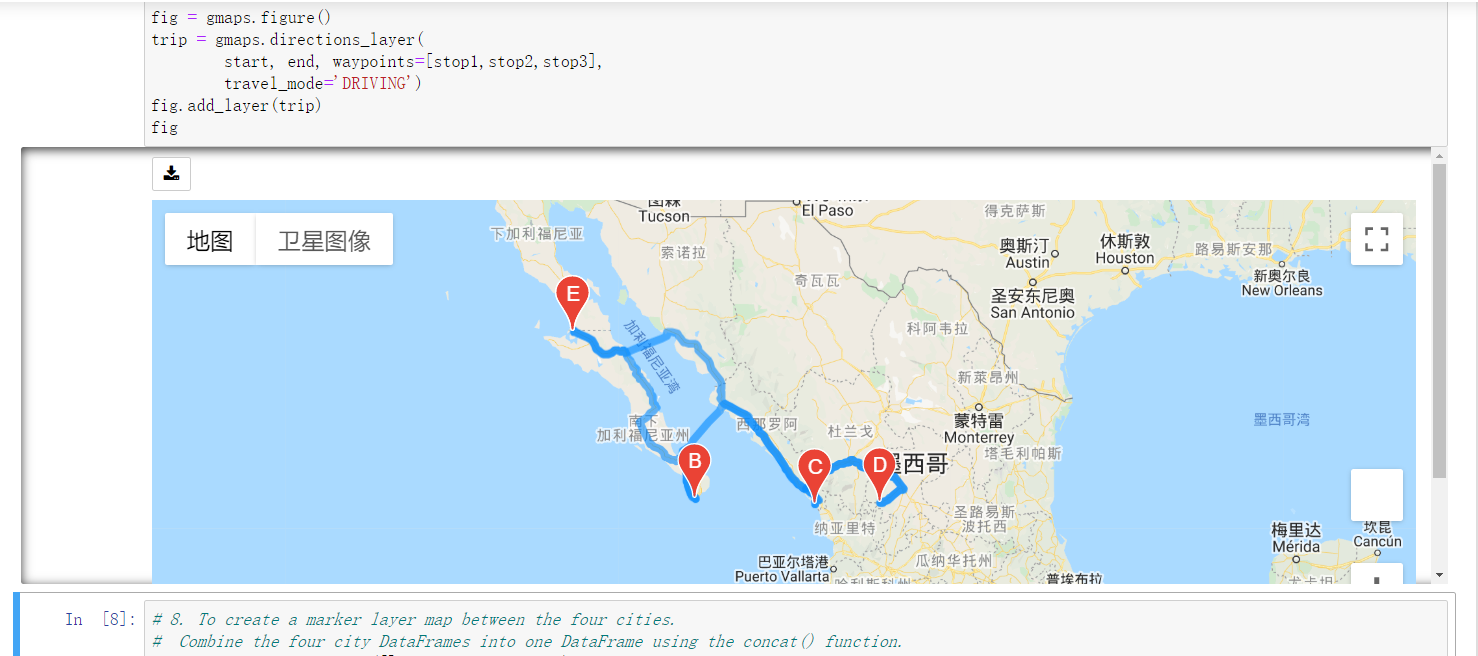 fig = gmaps.figure()
trip = gmaps.directions_layer(
start, end, waypoints=[stop1,stop2,stop3],
travel_mode='DRIVING')
fig.add_layer(trip)
fig
地图
卫星图像
Tucson
El Paso
得克萨斯
下加利福尼亚
索诺拉
奇瓦瓦
奥斯汀
Austin
休斯敦
Houston
路易斯安那
新奥尔良
New Orleans
圣安东尼奥
San Antonio
E
加利福尼亚湾
科阿韦拉
新萊昂州
南下
加利福尼亚州
西那罗阿
杜兰戈
蒙特雷
Monterrey
塔毛利帕斯
墨西哥湾
B
C
D
墨西哥
纳亚里特
圣路易斯
波托西
梅里达
Mérida
坎昆
Cancún
巴亚尔塔港
Puerto Vallarta
瓜纳华托州
哈利斯科州
普埃布拉
尤卡坦
In [8]:
# 8. To create a marker layer map between the four cities.
# Combine the four city DataFrames into one DataFrame using the concat() function.